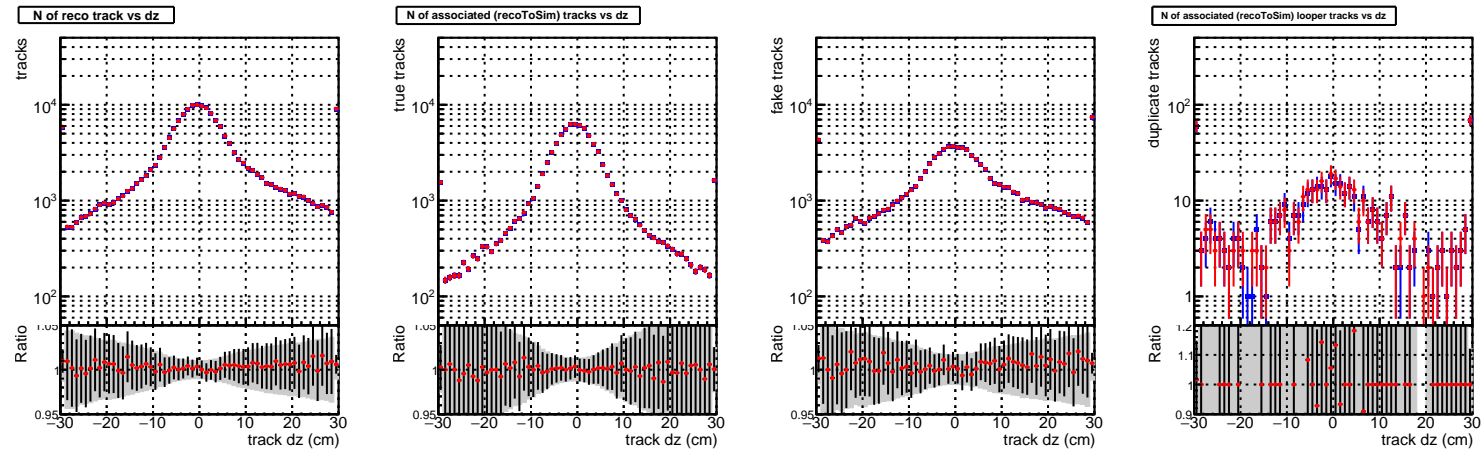 N of reco track vs dz
tracks
10⁴
10³
10²
Ratio
1.05
1
0.95
−30 −20 −10 0 10 20 30
track dz (cm)
N of associated (recoToSim) tracks vs dz
true tracks
10⁴
10³
10²
Ratio
1.05
1
0.95
−30 −20 −10 0 10 20 30
track dz (cm)
fake tracks
10⁴
10³
10²
Ratio
1.05
1
0.95
−30 −20 −10 0 10 20 30
track dz (cm)
N of associated (recoToSim) looper tracks vs dz
duplicate tracks
10²
10
1
Ratio
1.2
1.1
1
0.9
−30 −20 −10 0 10 20 30
track dz (cm)